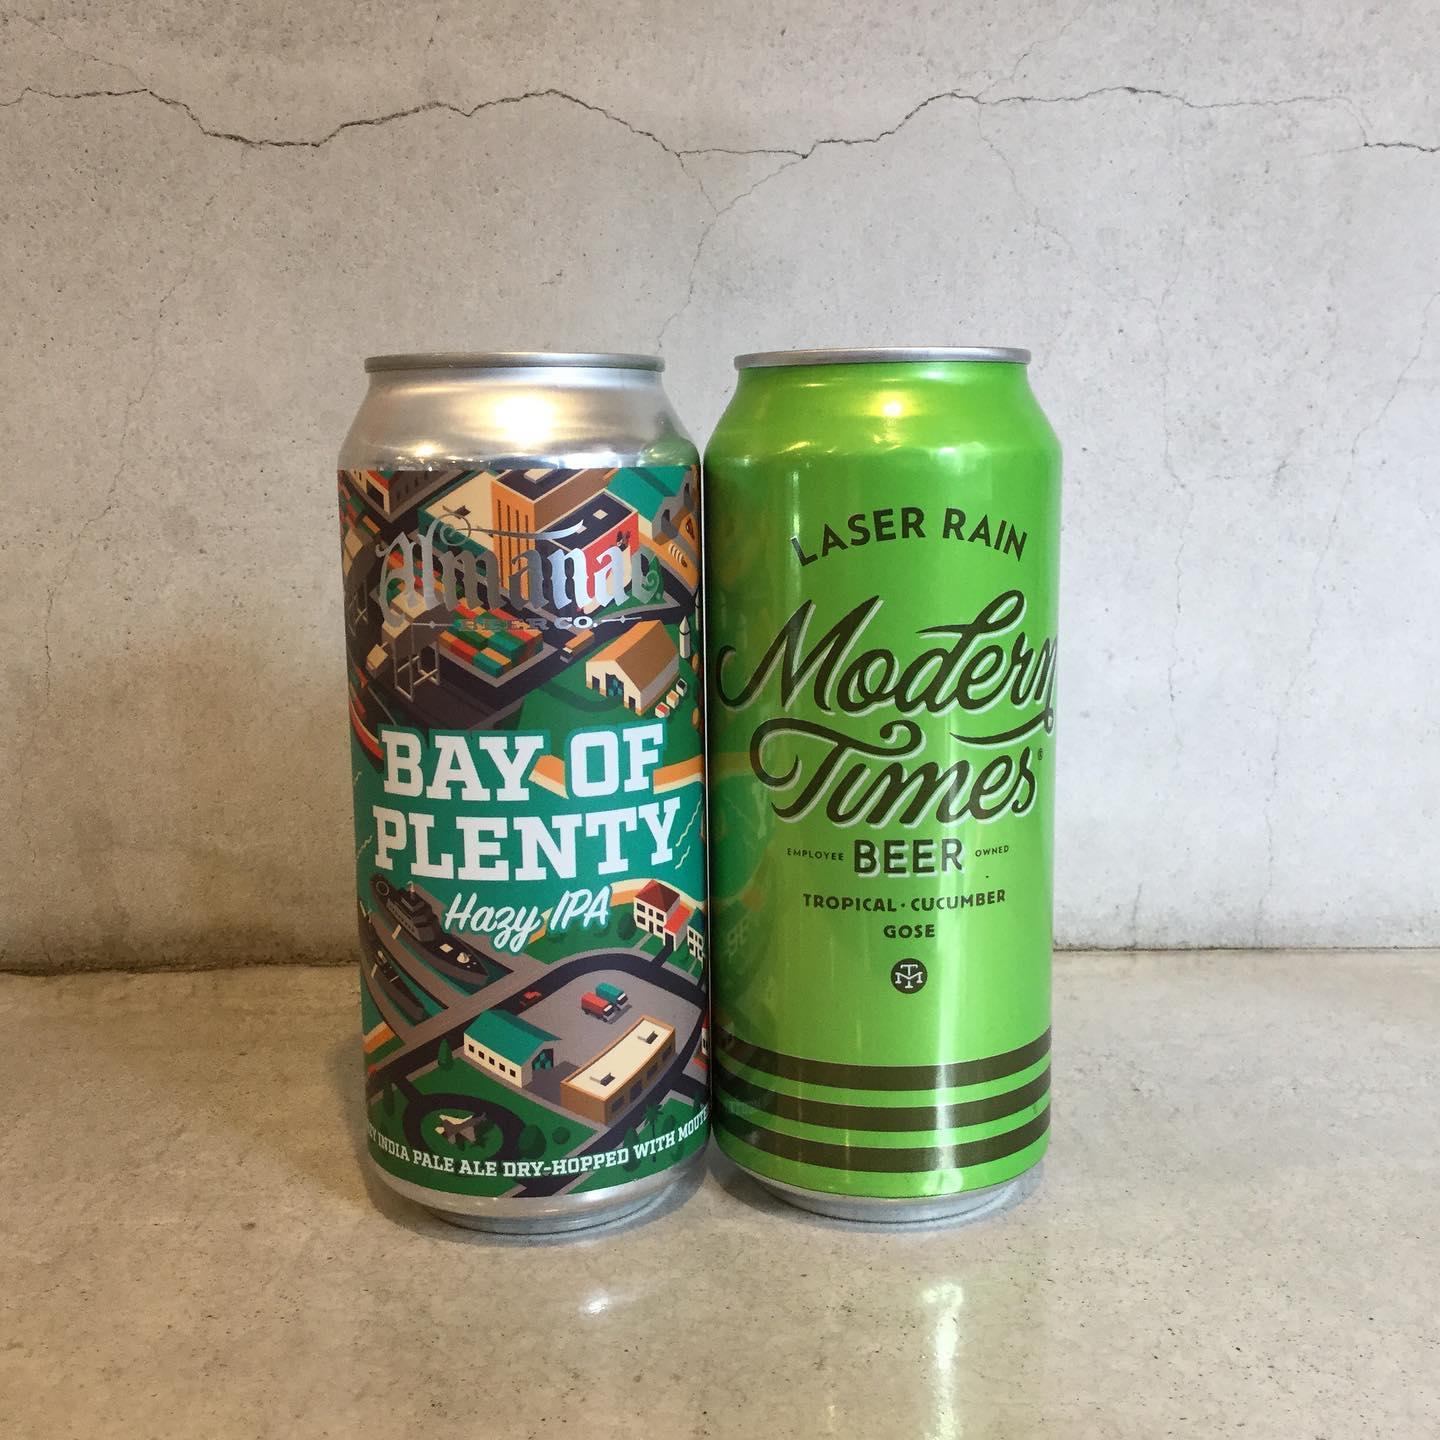 Almanac
BEER CO.
BAY OF
PLENTY
Hazy IPA
INDIA PALE ALE DRY-HOPPED WITH
LASER RAIN
Modern
Times®
EMPLOYEE BEER OWNED
TROPICAL · CUCUMBER
GOSE
TM